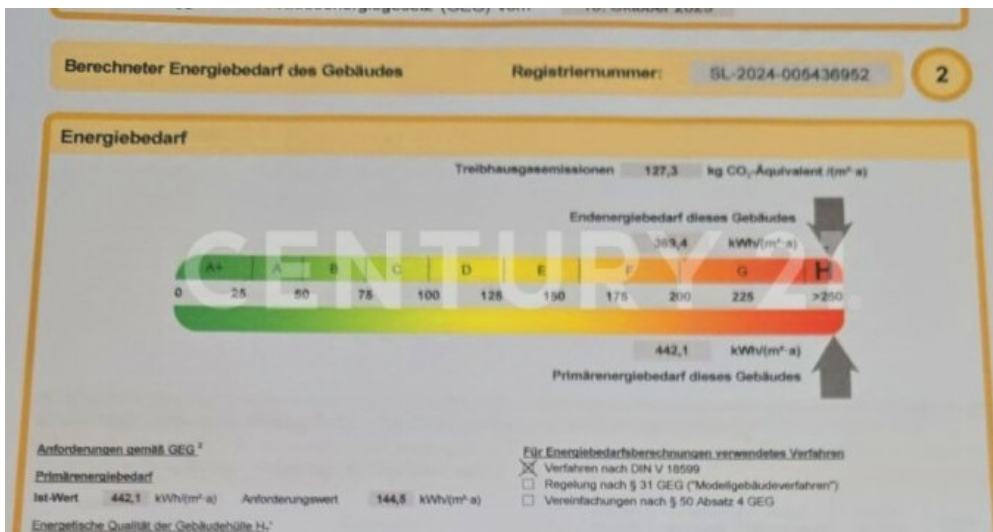 (GEG) vom
Berechneter Energiebedarf des Gebäudes Registriernummer: SL-2024-005436952 2
Energiebedarf
Treibhausgasemissionen 127,3 kg CO₂-Äquivalent /(m²·a)
Endenergiebedarf dieses Gebäudes
kWh/(m²·a)
CENTURY 21
A+ A B C D E F G H
0 25 50 75 100 125 150 175 200 225 >250
442,1 kWh/(m²·a)
Primärenergiebedarf dieses Gebäudes
Anforderungen gemäß GEG ²
Primärenergiebedarf
Ist-Wert 442,1 kWh/(m²·a) Anforderungswert 144,5 kWh/(m²·a)
Energetische Qualität der Gebäudehülle H_T'
Für Energiebedarfsberechnungen verwendetes Verfahren
Verfahren nach DIN V 18599
Regelung nach § 31 GEG ("Modellgebäudeverfahren")
Vereinfachungen nach § 50 Absatz 4 GEG